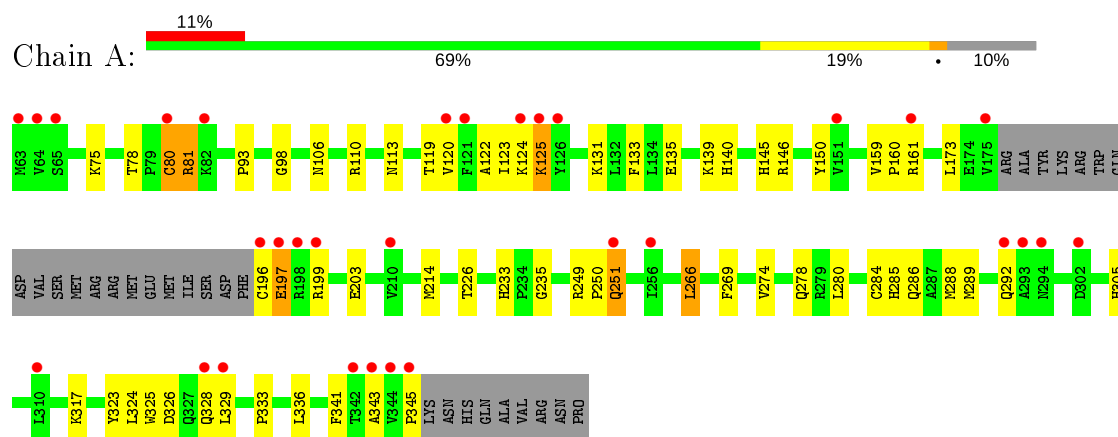 11%
Chain A:
69% 19% • 10%
M63 V64 S65 K75 T78 P79 C80 R81 K82 P93 G98 N106 R110 N113 T119 V120 F121 A122 I123 K124 K125 Y126 K131 L132 F133 L134 E135 K139 H140 H145 R146 Y150 V151 V159 P160 R161 L173 E174 V175 ARG ALA TYR LYS ARG TRP GLN
ASP VAL SER MET ARG ARG MET GLU MET ILE SER ASP PHE C196 E197 R198 R199 E203 V210 M214 T226 H233 P234 G235 R249 P250 Q251 I256 L266 F269 V274 Q278 R279 L280 C284 H285 Q286 A287 M288 M289 Q292 A293 N294 D302 H305
L310 K317 Y323 L324 W325 D326 Q327 Q328 L329 P333 L336 F341 T342 A343 V344 P345 LYS ASN HIS GLN ALA VAL ARG ASN PRO